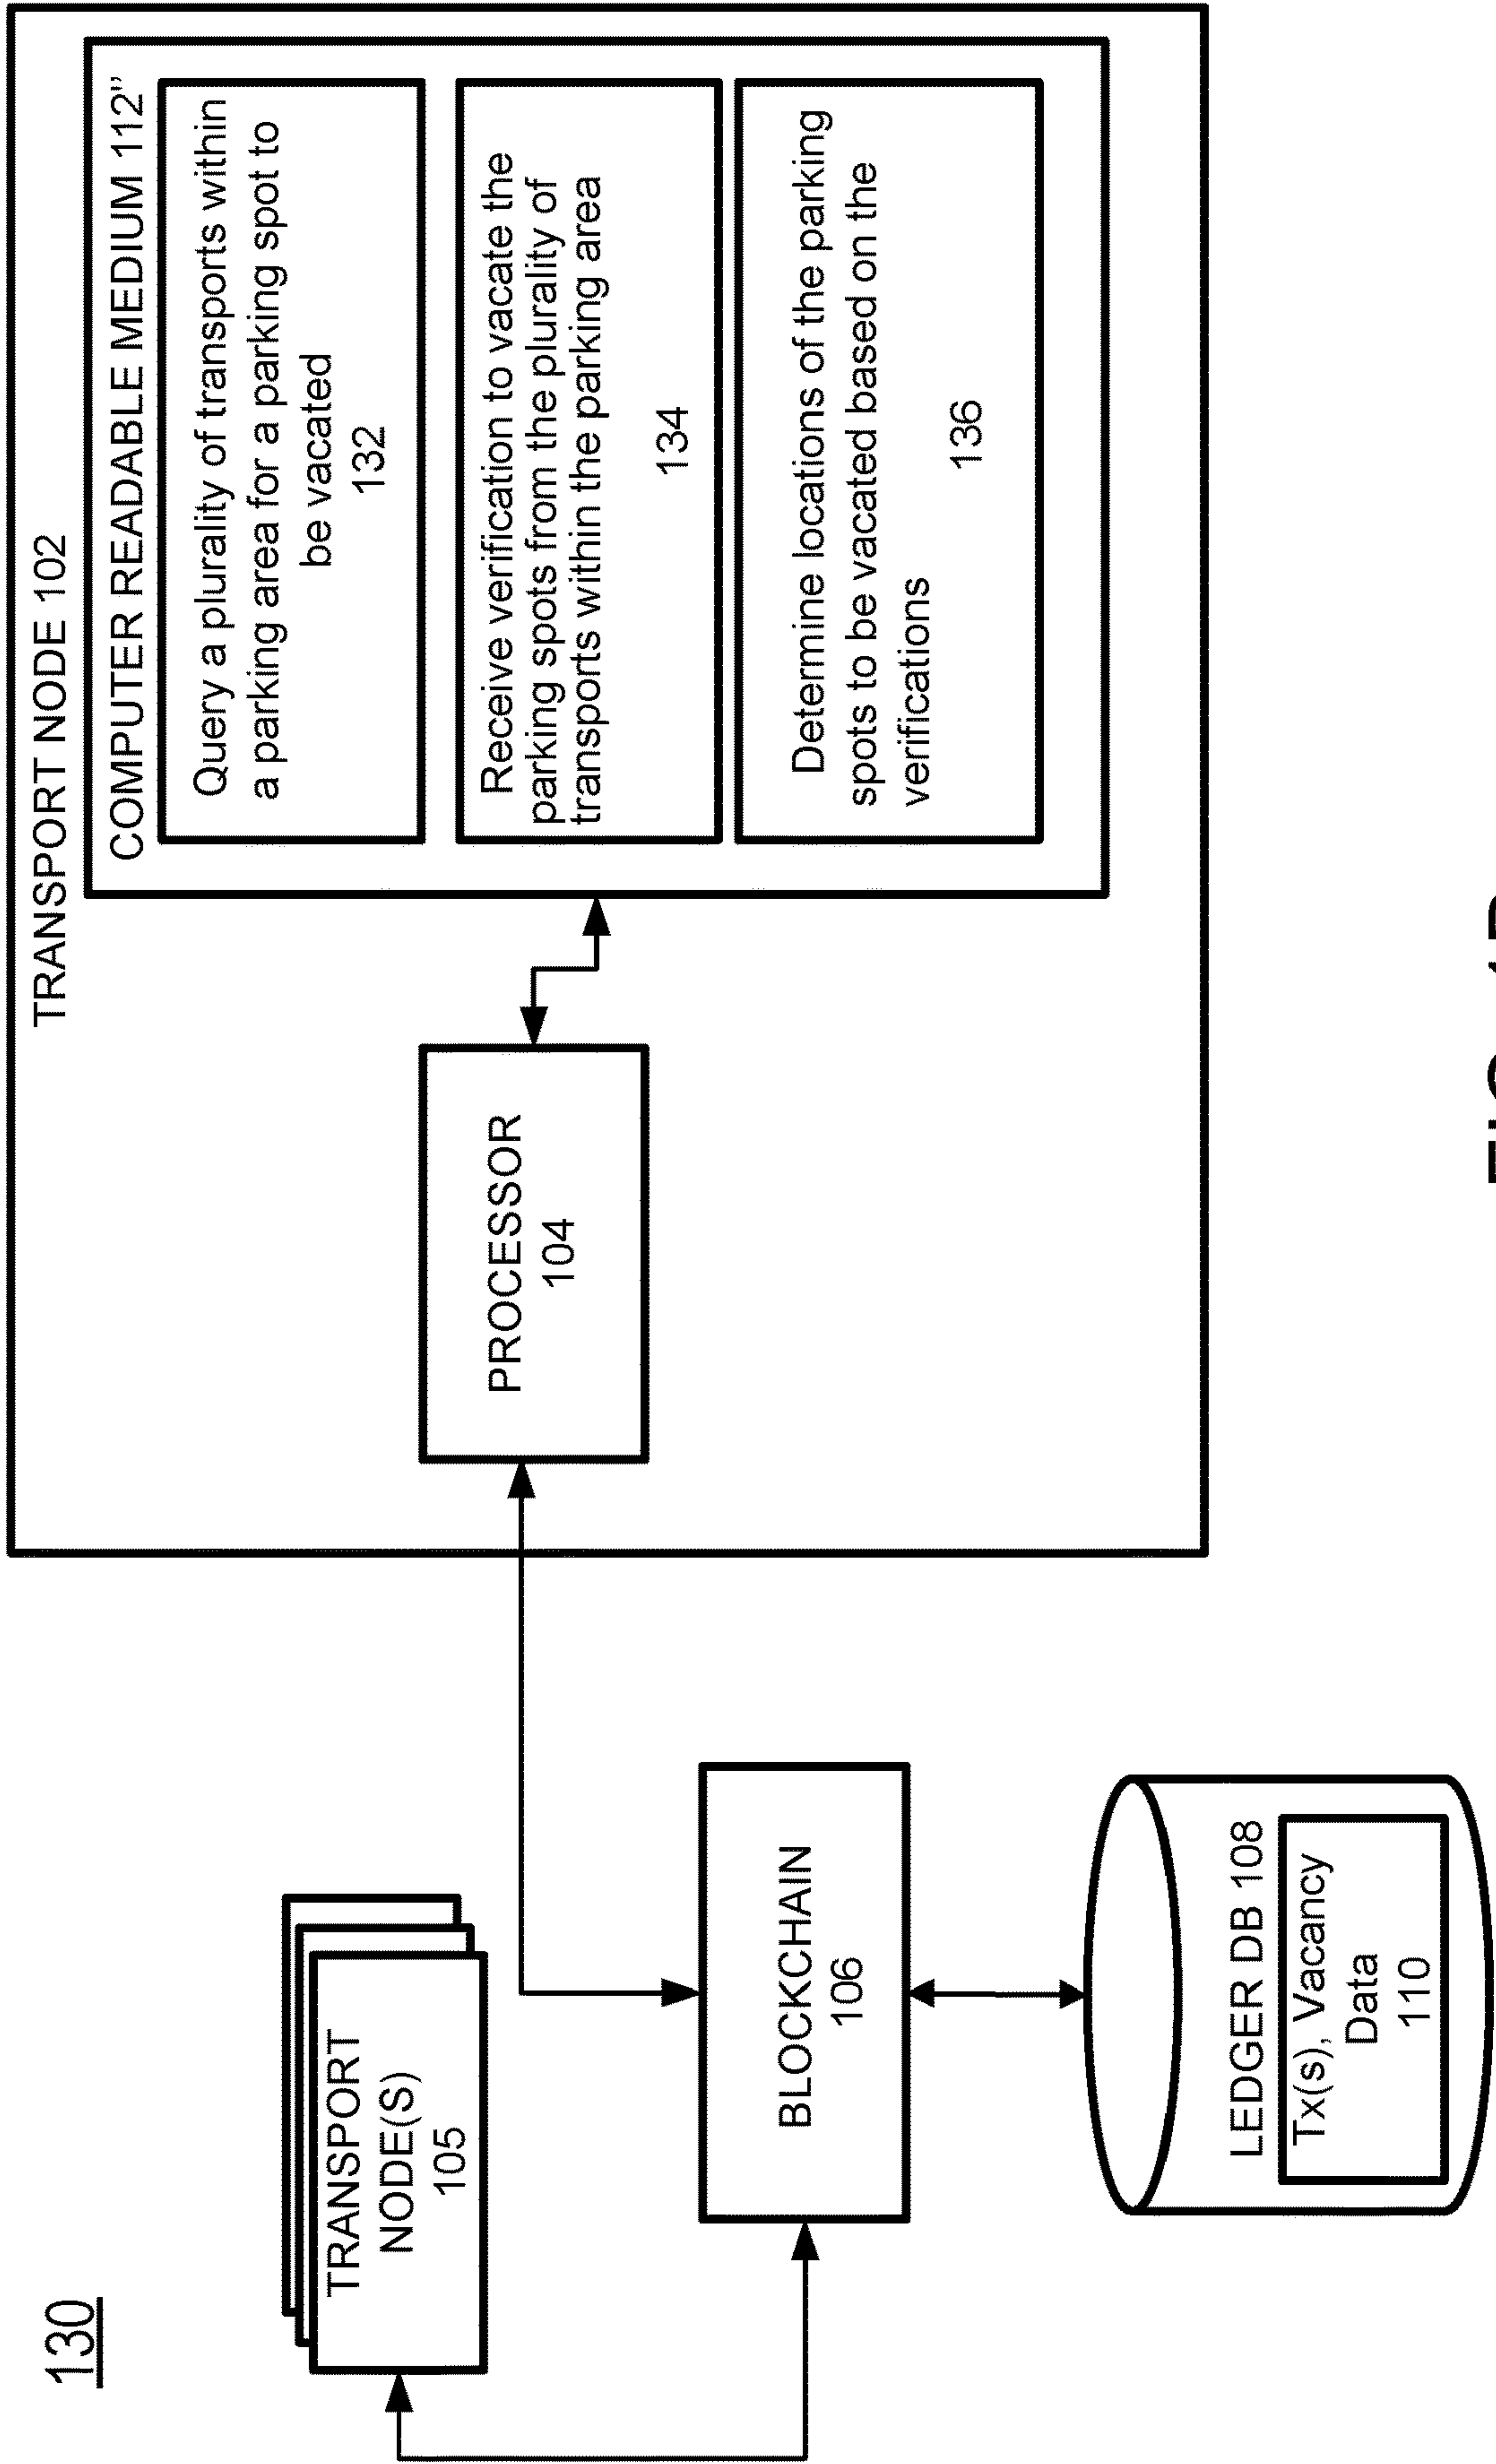 130
TRANSPORT NODE 102
COMPUTER READABLE MEDIUM 112"
Query a plurality of transports within
a parking area for a parking spot to
be vacated
132
Receive verification to vacate the
parking spots from the plurality of
transports within the parking area
134
Determine locations of the parking
spots to be vacated based on the
verifications
136
PROCESSOR
104
TRANSPORT
NODE(S)
105
BLOCKCHAIN
106
LEDGER DB 108
Tx(s), Vacancy
Data
110
FIG.